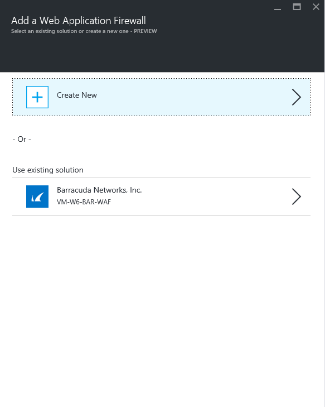 Add a Web Application Firewall
Select an existing solution or create a new one - PREVIEW
Create New
- Or -
Use existing solution
Barracuda Networks, Inc.
VM-W6-BAR-WAF